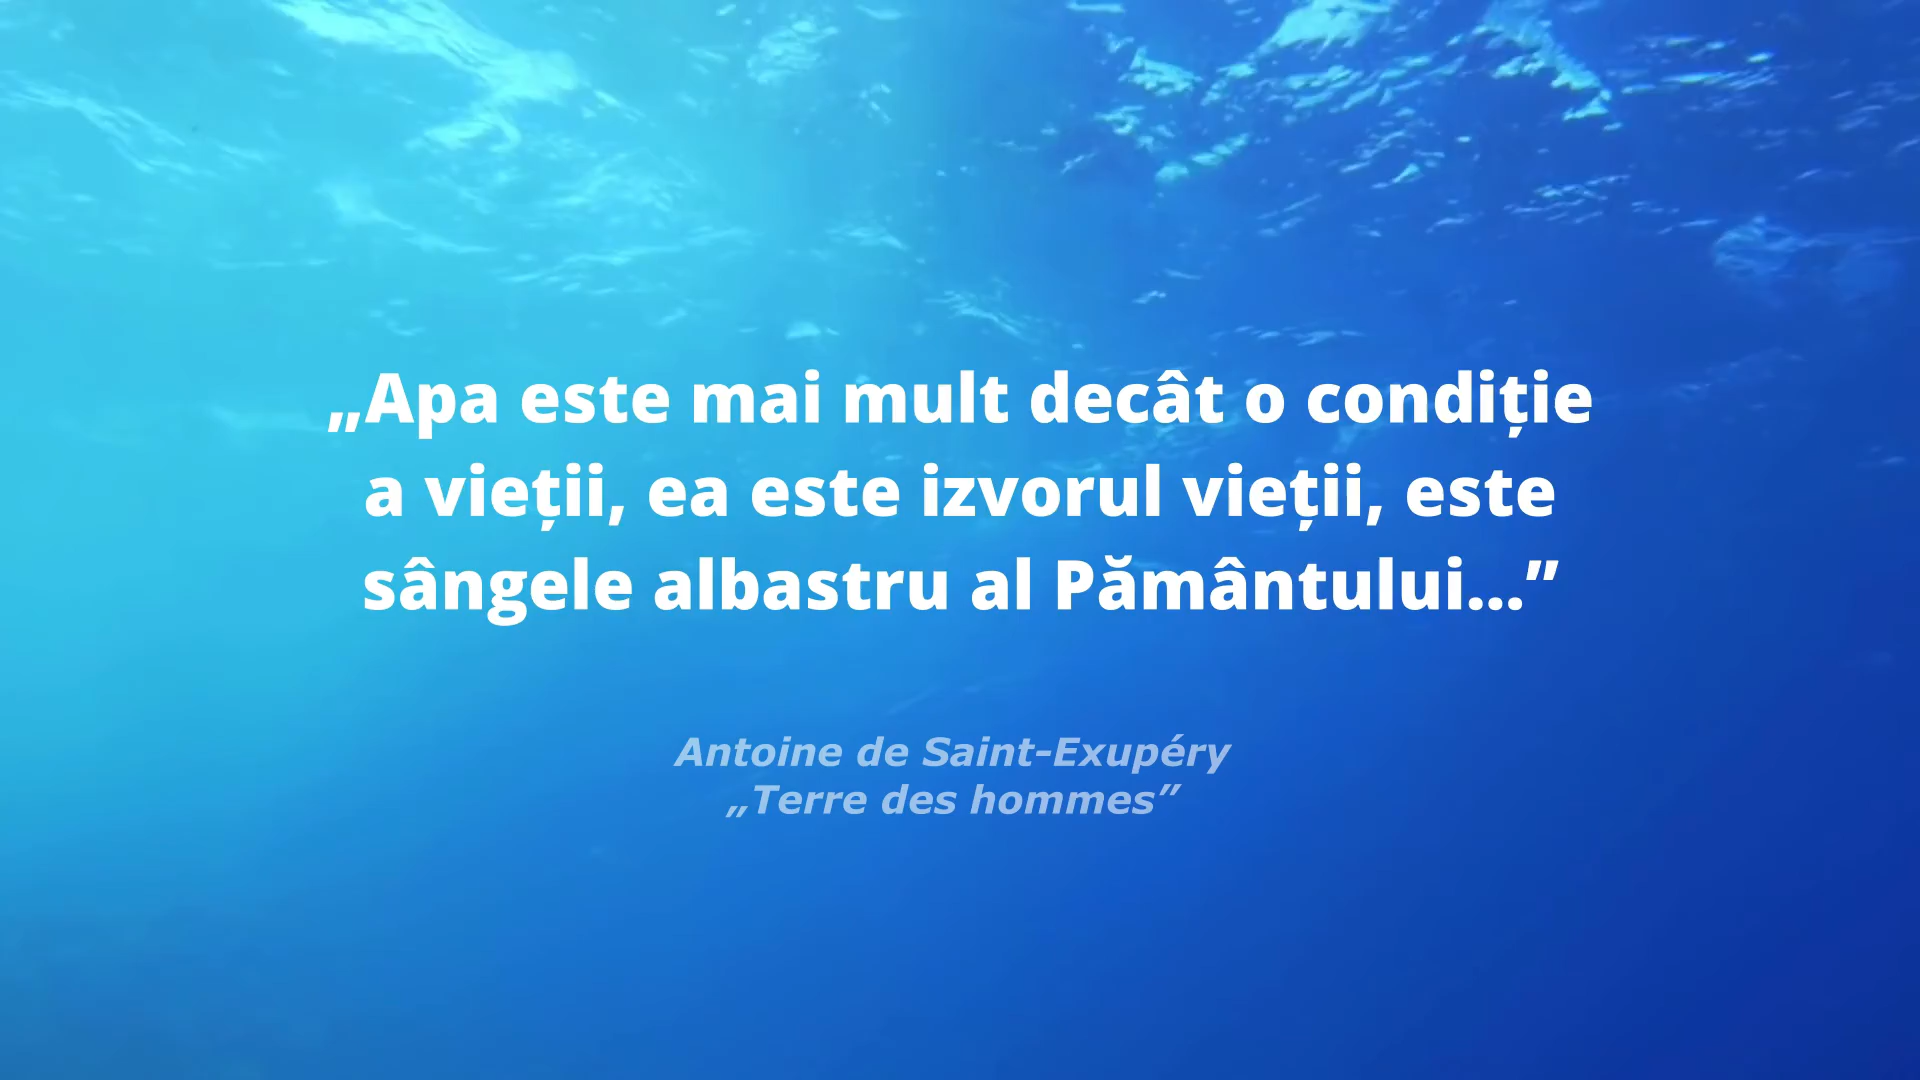 „Apa este mai mult decât o condiție
a vieții, ea este izvorul vieții, este
sângele albastru al Pământului...”
Antoine de Saint-Exupéry
„Terre des hommes”